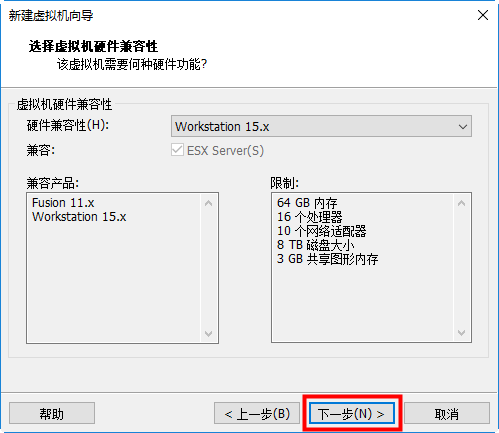 新建虚拟机向导
选择虚拟机硬件兼容性
该虚拟机需要何种硬件功能?
虚拟机硬件兼容性
硬件兼容性(H):
Workstation 15.x
兼容:
ESX Server(S)
兼容产品:
Fusion 11.x
Workstation 15.x
限制:
64 GB 内存
16 个处理器
10 个网络适配器
8 TB 磁盘大小
3 GB 共享图形内存
帮助
< 上一步(B)
下一步(N) >
取消